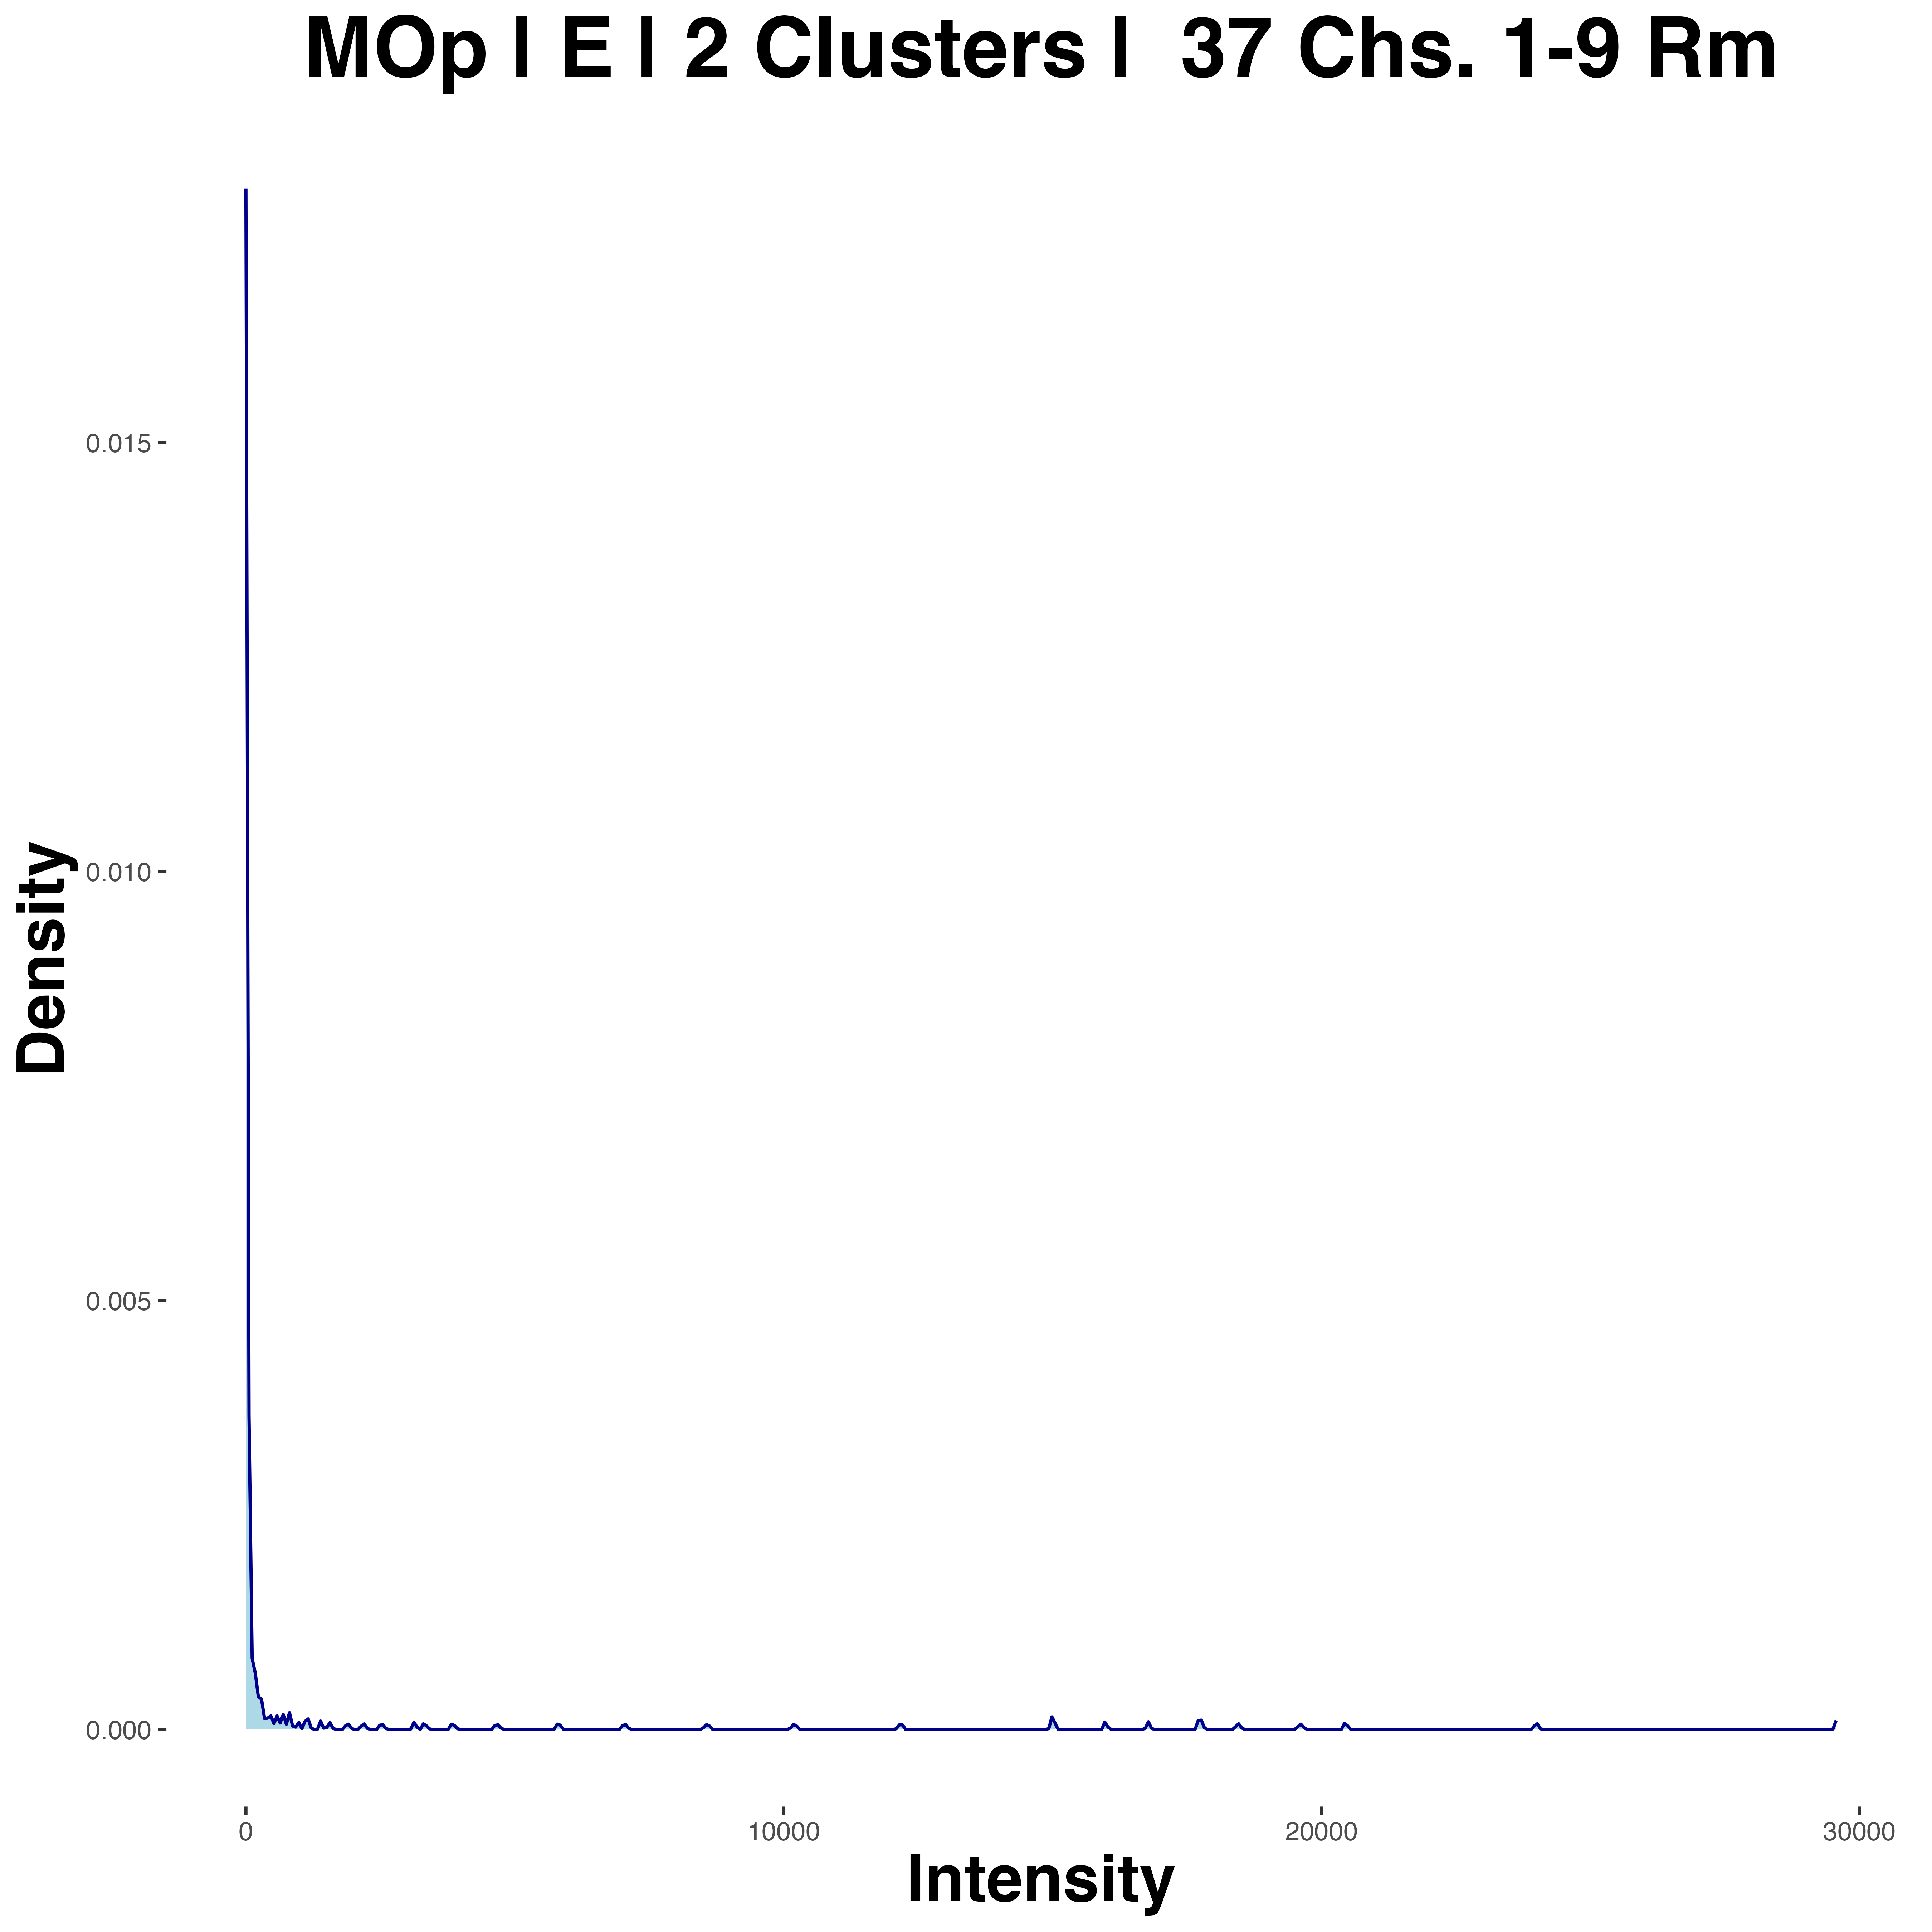 MOp | E | 2 Clusters |  37 Chs. 1-9 Rm
Density
0.015
0.010
0.005
0.000
0 10000 20000 30000
Intensity